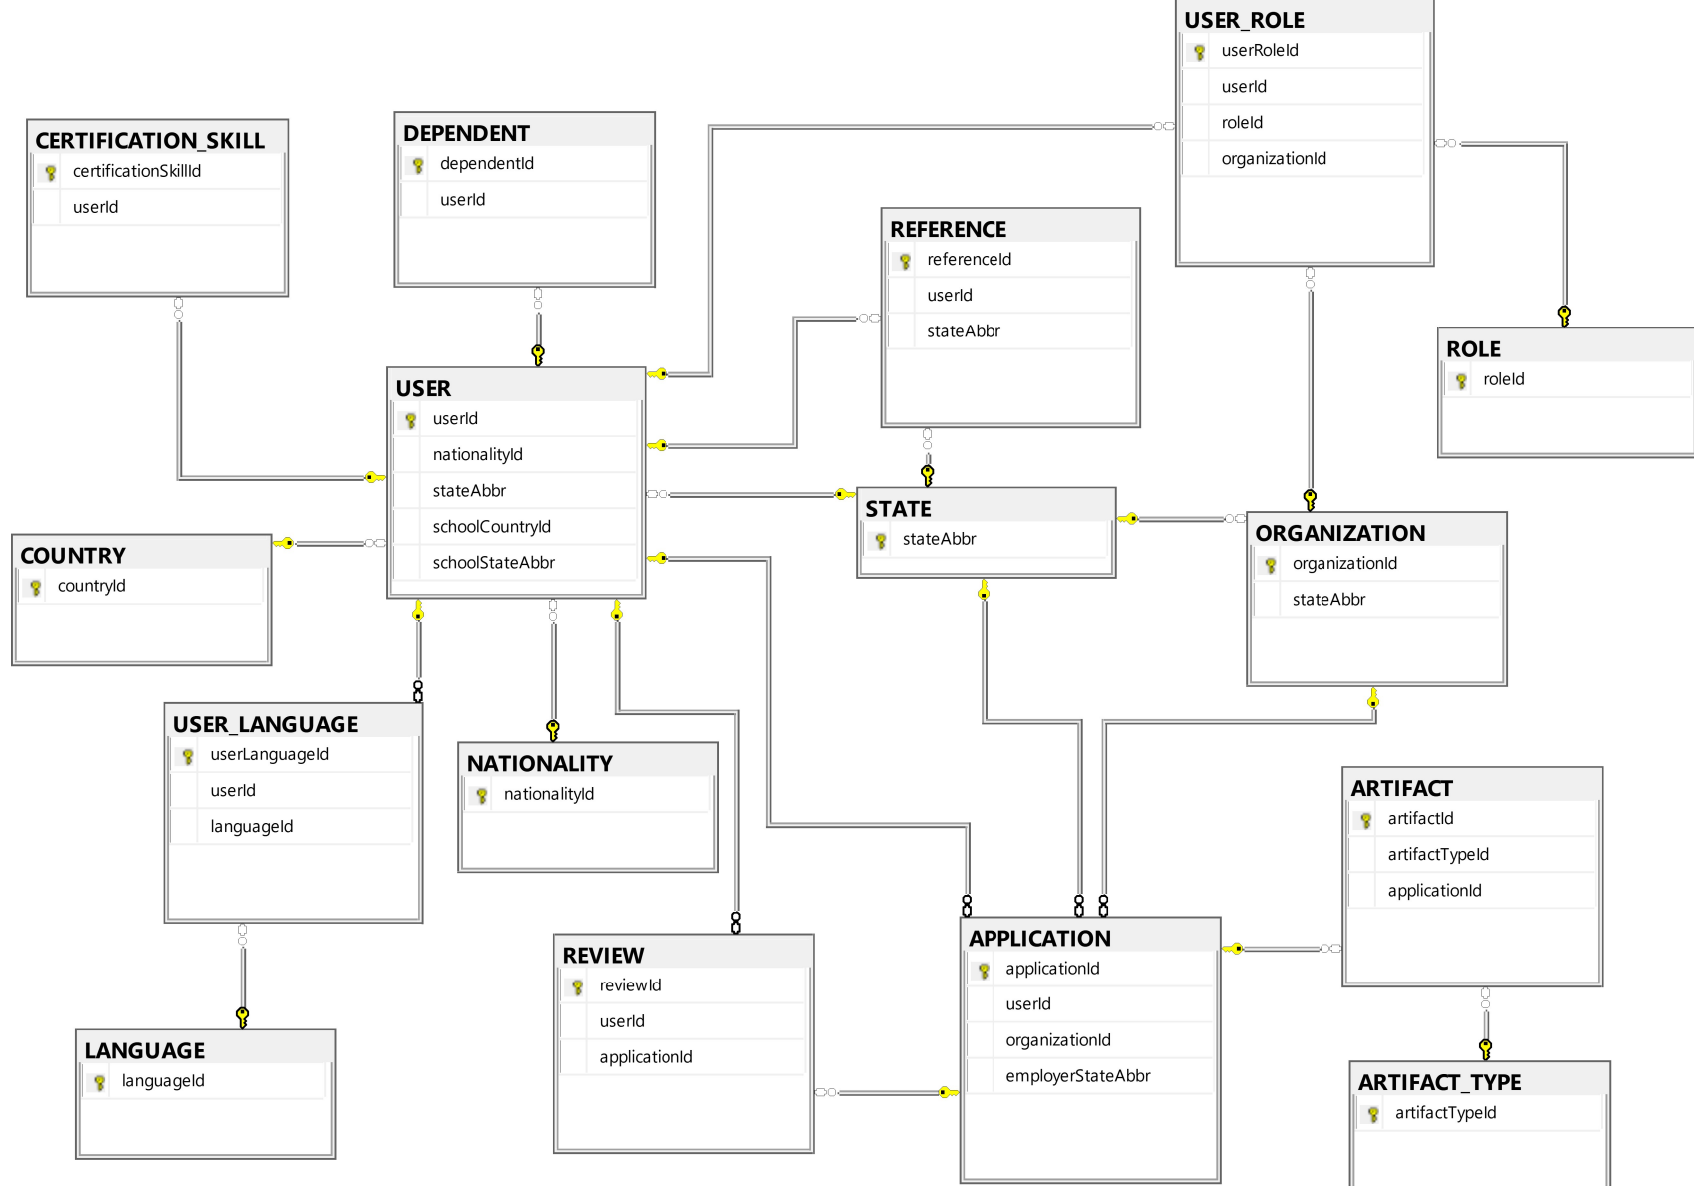 USER_ROLE
userRoleId
userId
roleId
organizationId
CERTIFICATION_SKILL
certificationSkillId
userId
DEPENDENT
dependentId
userId
REFERENCE
referenceId
userId
stateAbbr
ROLE
roleId
USER
userId
nationalityId
stateAbbr
schoolCountryId
schoolStateAbbr
STATE
stateAbbr
ORGANIZATION
organizationId
stateAbbr
COUNTRY
countryId
USER_LANGUAGE
userLanguageId
userId
languageId
NATIONALITY
nationalityId
ARTIFACT
artifactId
artifactTypeId
applicationId
REVIEW
reviewId
userId
applicationId
APPLICATION
applicationId
userId
organizationId
employerStateAbbr
LANGUAGE
languageId
ARTIFACT_TYPE
artifactTypeId